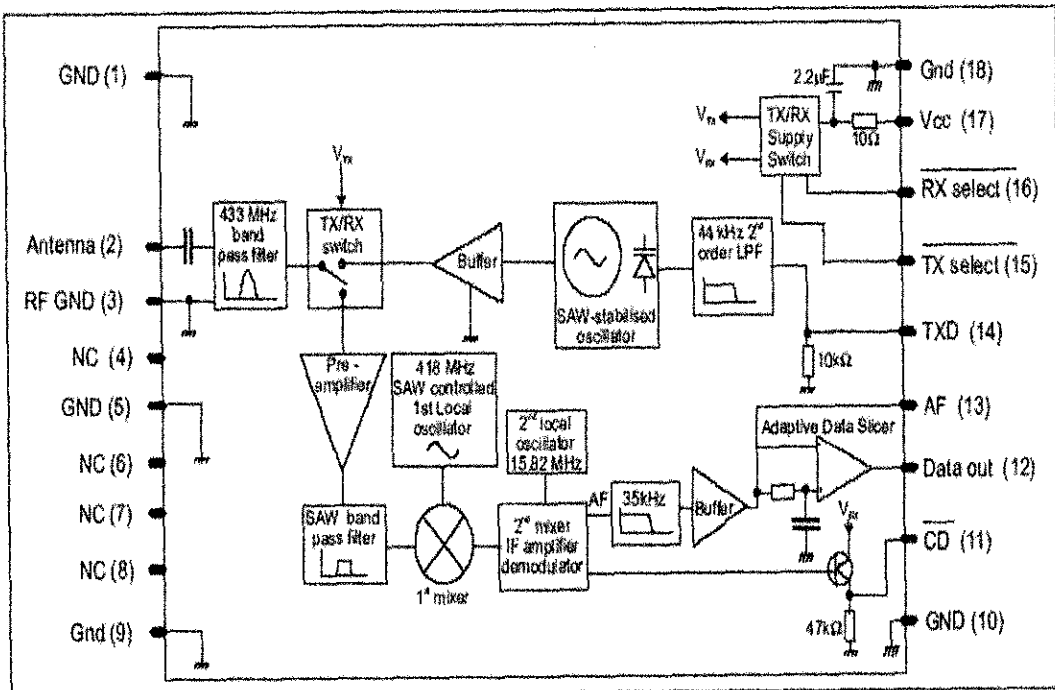 GND (1)
Antenna (2)
RF GND (3)
NC (4)
GND (5)
NC (6)
NC (7)
NC (8)
Gnd (9)
433 MHz
band
pass filter
VTX
TX/RX
switch
Buffer
SAW-stabilised
oscillator
44 kHz 2nd
order LPF
VTX
VRX
TX/RX
Supply
Switch
2.2µF
10Ω
10kΩ
Pre-
amplifier
418 MHz
SAW controlled
1st Local
oscillator
2nd local
oscillator
15.82 MHz
SAW band
pass filter
1st mixer
2nd mixer
IF amplifier
demodulator
AF
35kHz
Buffer
Adaptive Data Slicer
47kΩ
Gnd (18)
Vcc (17)
RX select (16)
TX select (15)
TXD (14)
AF (13)
Data out (12)
CD (11)
GND (10)